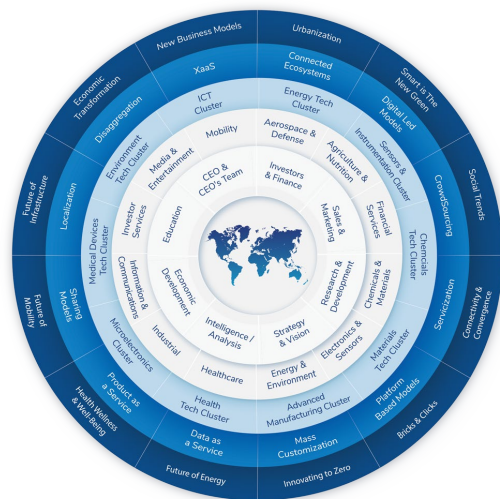 Urbanization
Smart is The
New Green
Social Trends
Connectivity &
Convergence
Bricks & Clicks
Innovating to Zero
Future of Energy
Health Wellness
& Well-Being
Future of
Mobility
Future of
Infrastructure
Economic
Transformation
New Business Models
Connected
Ecosystems
Digital Led
Models
CrowdSourcing
Servicization
Platform
Based Models
Mass
Customization
Data as
a Service
Product as
a Service
Sharing
Models
Localization
Disaggregation
XaaS
Energy Tech
Cluster
Sensors &
Instrumentation Cluster
Chemcials
Tech Cluster
Materials
Tech Cluster
Advanced
Manufacturing Cluster
Health
Tech Cluster
Microelectronics
Cluster
Medical Devices
Tech Cluster
Environment
Tech Cluster
ICT
Cluster
Aerospace &
Defense
Agriculture &
Nutrition
Financial
Services
Chemicals &
Materials
Electronics &
Sensors
Energy &
Environment
Healthcare
Industrial
Information &
Communications
Investor
Services
Media &
Entertainment
Mobility
Investors
& Finance
Sales &
Marketing
Research &
Development
Strategy
& Vision
Intelligence /
Analysis
Economic
Development
Education
CEO &
CEO's Team